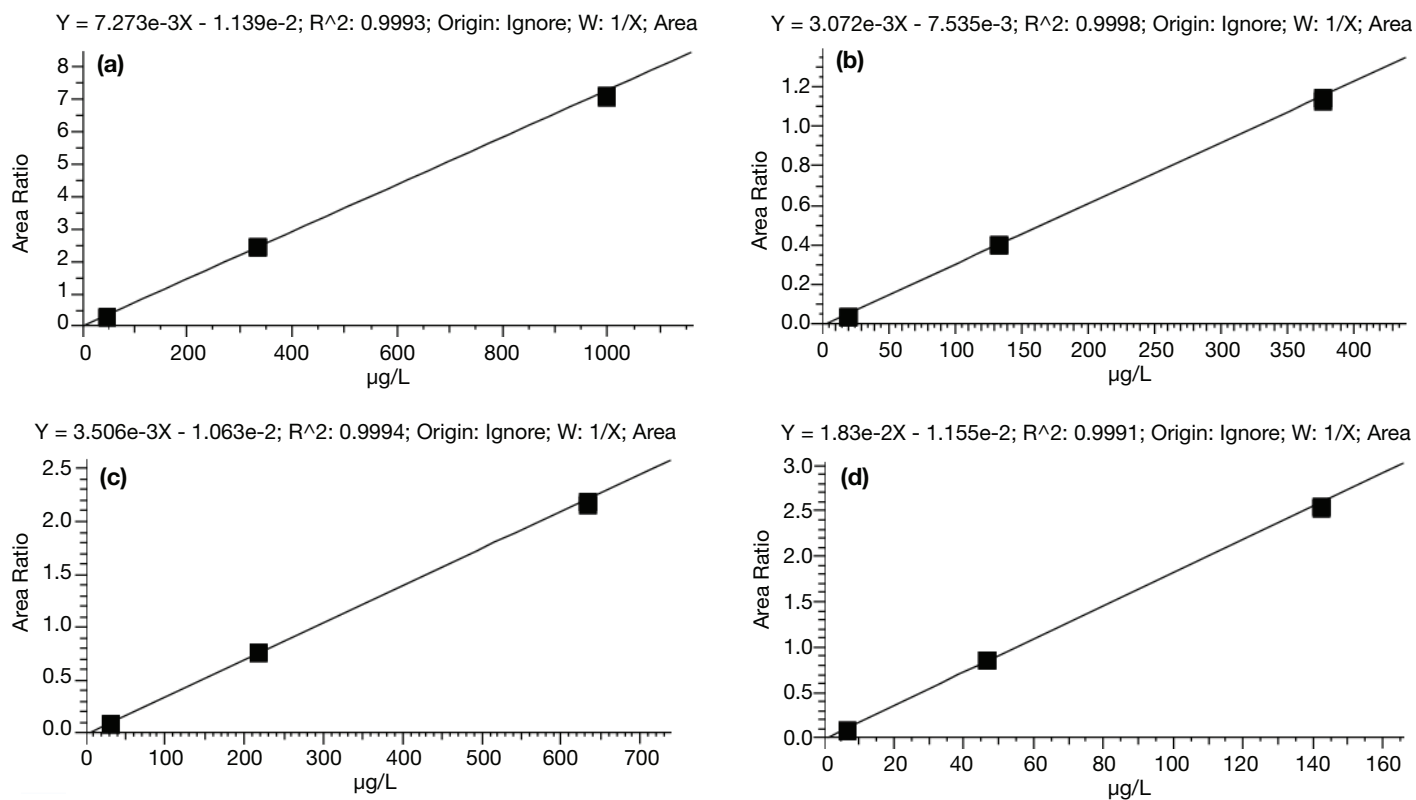 Y = 7.273e-3X - 1.139e-2; R^2: 0.9993; Origin: Ignore; W: 1/X; Area
(a)
8
7
6
5
4
3
2
1
0
Area Ratio
0 200 400 600 800 1000
µg/L
Y = 3.072e-3X - 7.535e-3; R^2: 0.9998; Origin: Ignore; W: 1/X; Area
(b)
1.2
1.0
0.8
0.6
0.4
0.2
0.0
Area Ratio
0 50 100 150 200 250 300 350 400
µg/L
Y = 3.506e-3X - 1.063e-2; R^2: 0.9994; Origin: Ignore; W: 1/X; Area
(c)
2.5
2.0
1.5
1.0
0.5
0.0
Area Ratio
0 100 200 300 400 500 600 700
µg/L
Y = 1.83e-2X - 1.155e-2; R^2: 0.9991; Origin: Ignore; W: 1/X; Area
(d)
3.0
2.5
2.0
1.5
1.0
0.5
0.0
Area Ratio
0 20 40 60 80 100 120 140 160
µg/L